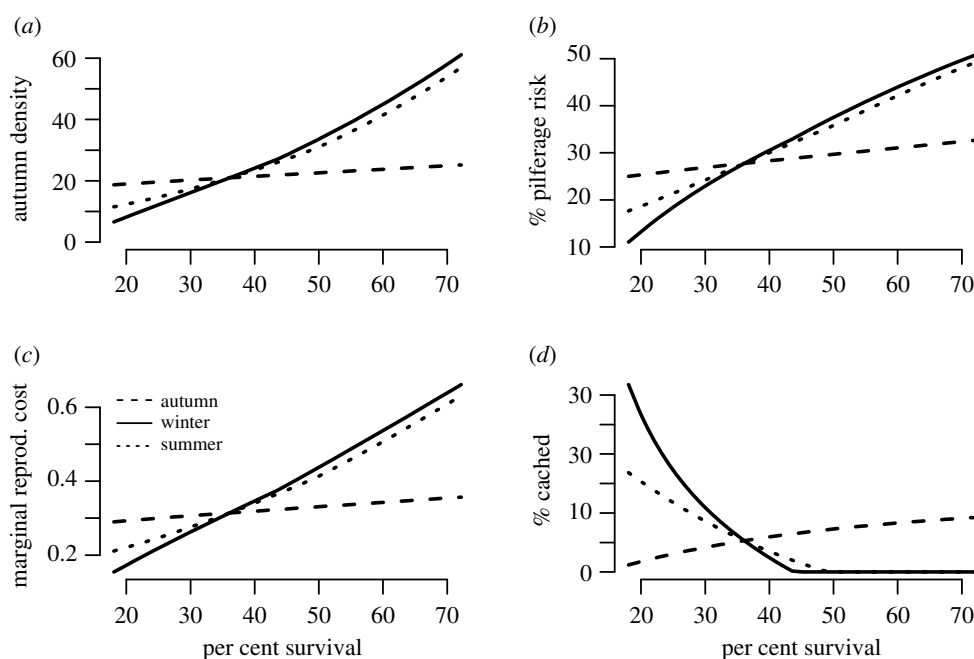 (a)
autumn density
60
40
20
0
20 30 40 50 60 70
(b)
% pilferage risk
50
40
30
20
10
20 30 40 50 60 70
(c)
marginal reprod. cost
0.6
0.4
0.2
autumn
winter
summer
20 30 40 50 60 70
per cent survival
(d)
% cached
30
30
10
0
20 30 40 50 60 70
per cent survival